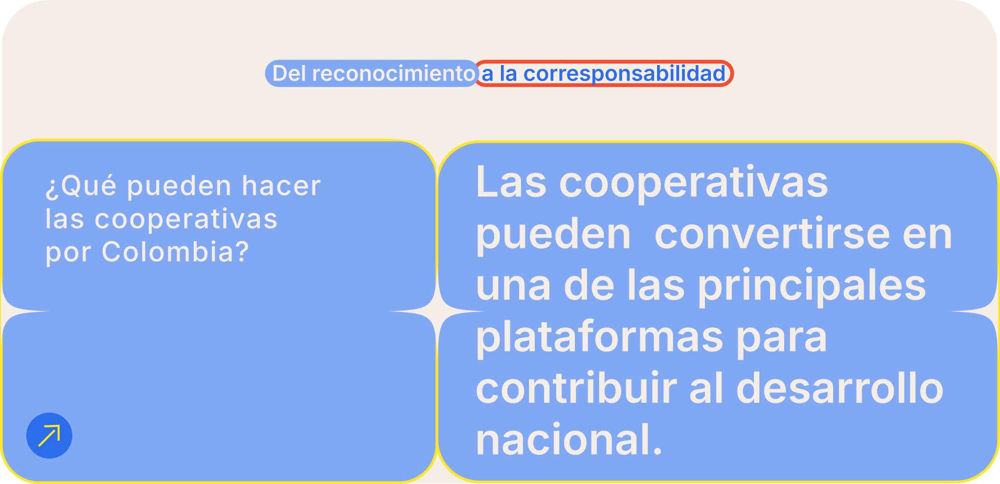 Del reconocimiento a la corresponsabilidad
¿Qué pueden hacer
las cooperativas
por Colombia?
Las cooperativas
pueden  convertirse en
una de las principales
plataformas para
contribuir al desarrollo
nacional.